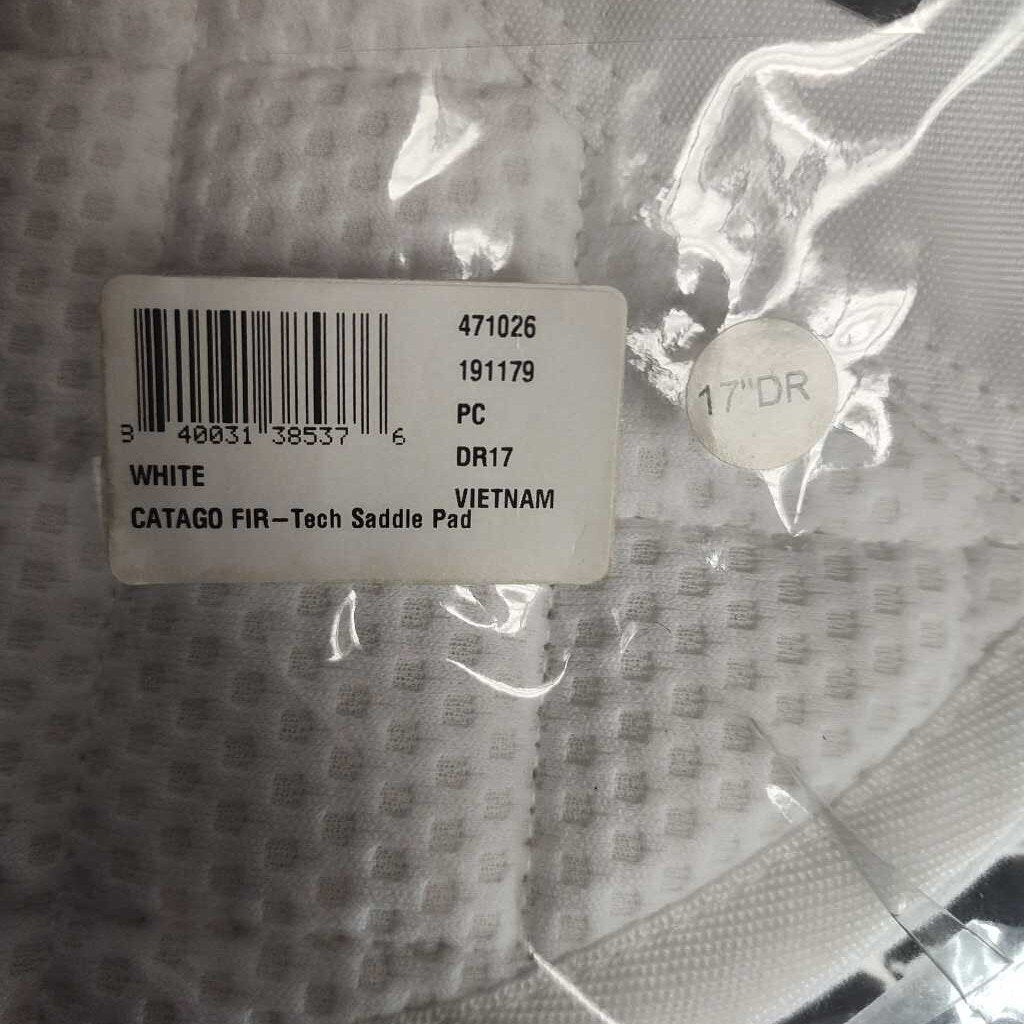 471026
191179
PC
DR17
VIETNAM
3 40031 38537 6
WHITE
CATAGO FIR-Tech Saddle Pad
17"DR